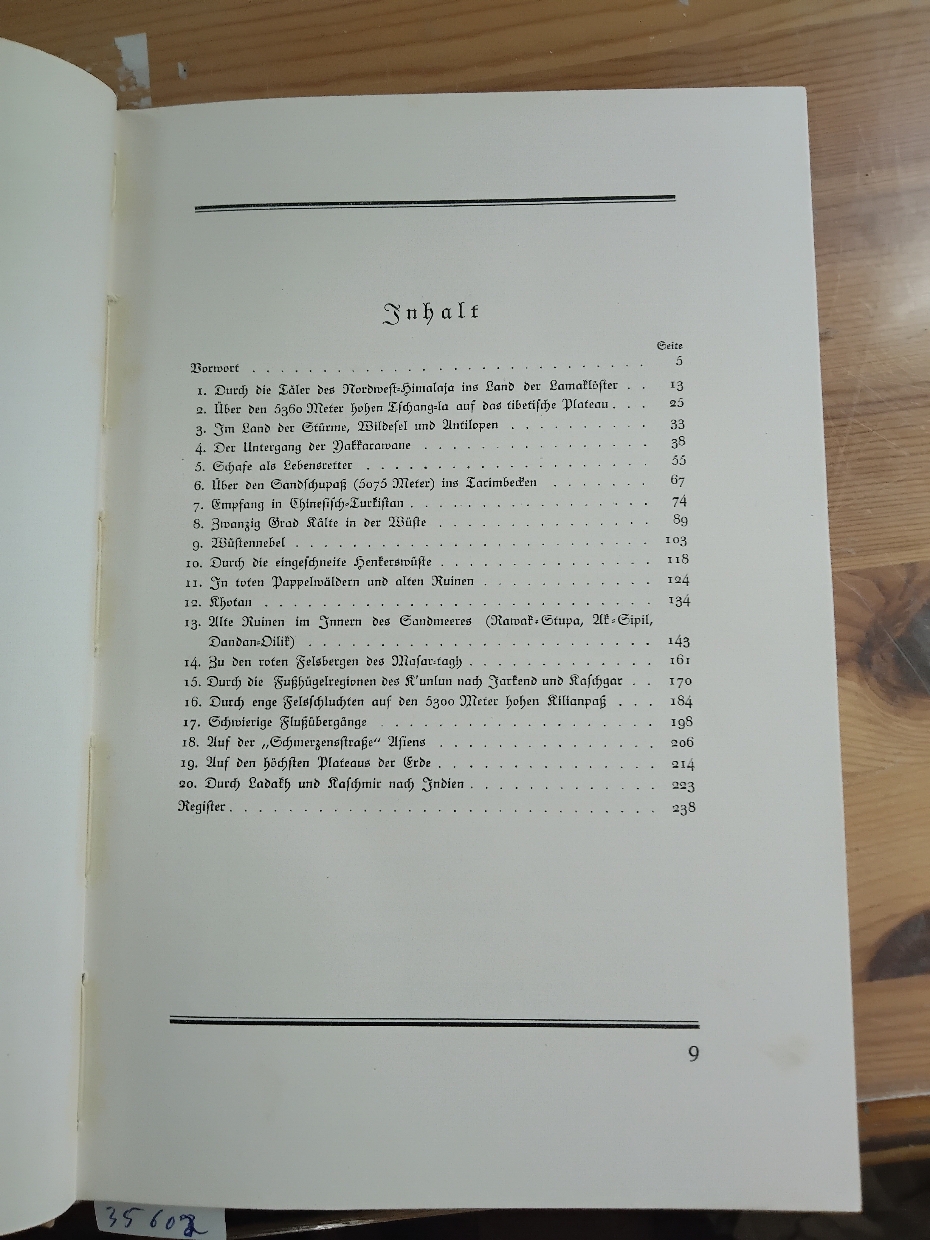 Inhalt
Seite
Vorwort . . . . . . . . . . . . . . . . . . . . . . . . . . . . 5
1. Durch die Täler des Nordwest-Himalaja ins Land der Lamaklöster . . 13
2. Über den 5360 Meter hohen Tschang-la auf das tibetische Plateau . . . 25
3. Im Land der Stürme, Wildesel und Antilopen . . . . . . . . . . 33
4. Der Untergang der Yakkarawane . . . . . . . . . . . . . . . . 38
5. Schafe als Lebensretter . . . . . . . . . . . . . . . . . . . . 55
6. Über den Sandschupaß (5075 Meter) ins Tarimbecken . . . . . . . 67
7. Empfang in Chinesisch-Turkistan . . . . . . . . . . . . . . . . . 74
8. Zwanzig Grad Kälte in der Wüste . . . . . . . . . . . . . . . 89
9. Wüstennebel . . . . . . . . . . . . . . . . . . . . . . . . . . 103
10. Durch die eingeschneite Henkerswüste . . . . . . . . . . . . . . . 118
11. In toten Pappelwäldern und alten Ruinen . . . . . . . . . . . . 124
12. Khotan . . . . . . . . . . . . . . . . . . . . . . . . . . . . 134
13. Alte Ruinen im Innern des Sandmeeres (Rawak-Stupa, Ak-Sipil,
Dandan-Oilik) . . . . . . . . . . . . . . . . . . . . . . . . 143
14. Zu den roten Felsbergen des Masar-tagh . . . . . . . . . . . . . 161
15. Durch die Fußhügelregionen des K'unlun nach Jarkend und Kaschgar . . 170
16. Durch enge Felsschluchten auf den 5300 Meter hohen Kilianpaß . . . 184
17. Schwierige Flußübergänge . . . . . . . . . . . . . . . . . . . 198
18. Auf der „Schmerzensstraße“ Asiens . . . . . . . . . . . . . . . 206
19. Auf den höchsten Plateaus der Erde . . . . . . . . . . . . . . . 214
20. Durch Ladakh und Kaschmir nach Indien . . . . . . . . . . . . . 223
Register . . . . . . . . . . . . . . . . . . . . . . . . . . . . . . 238
9